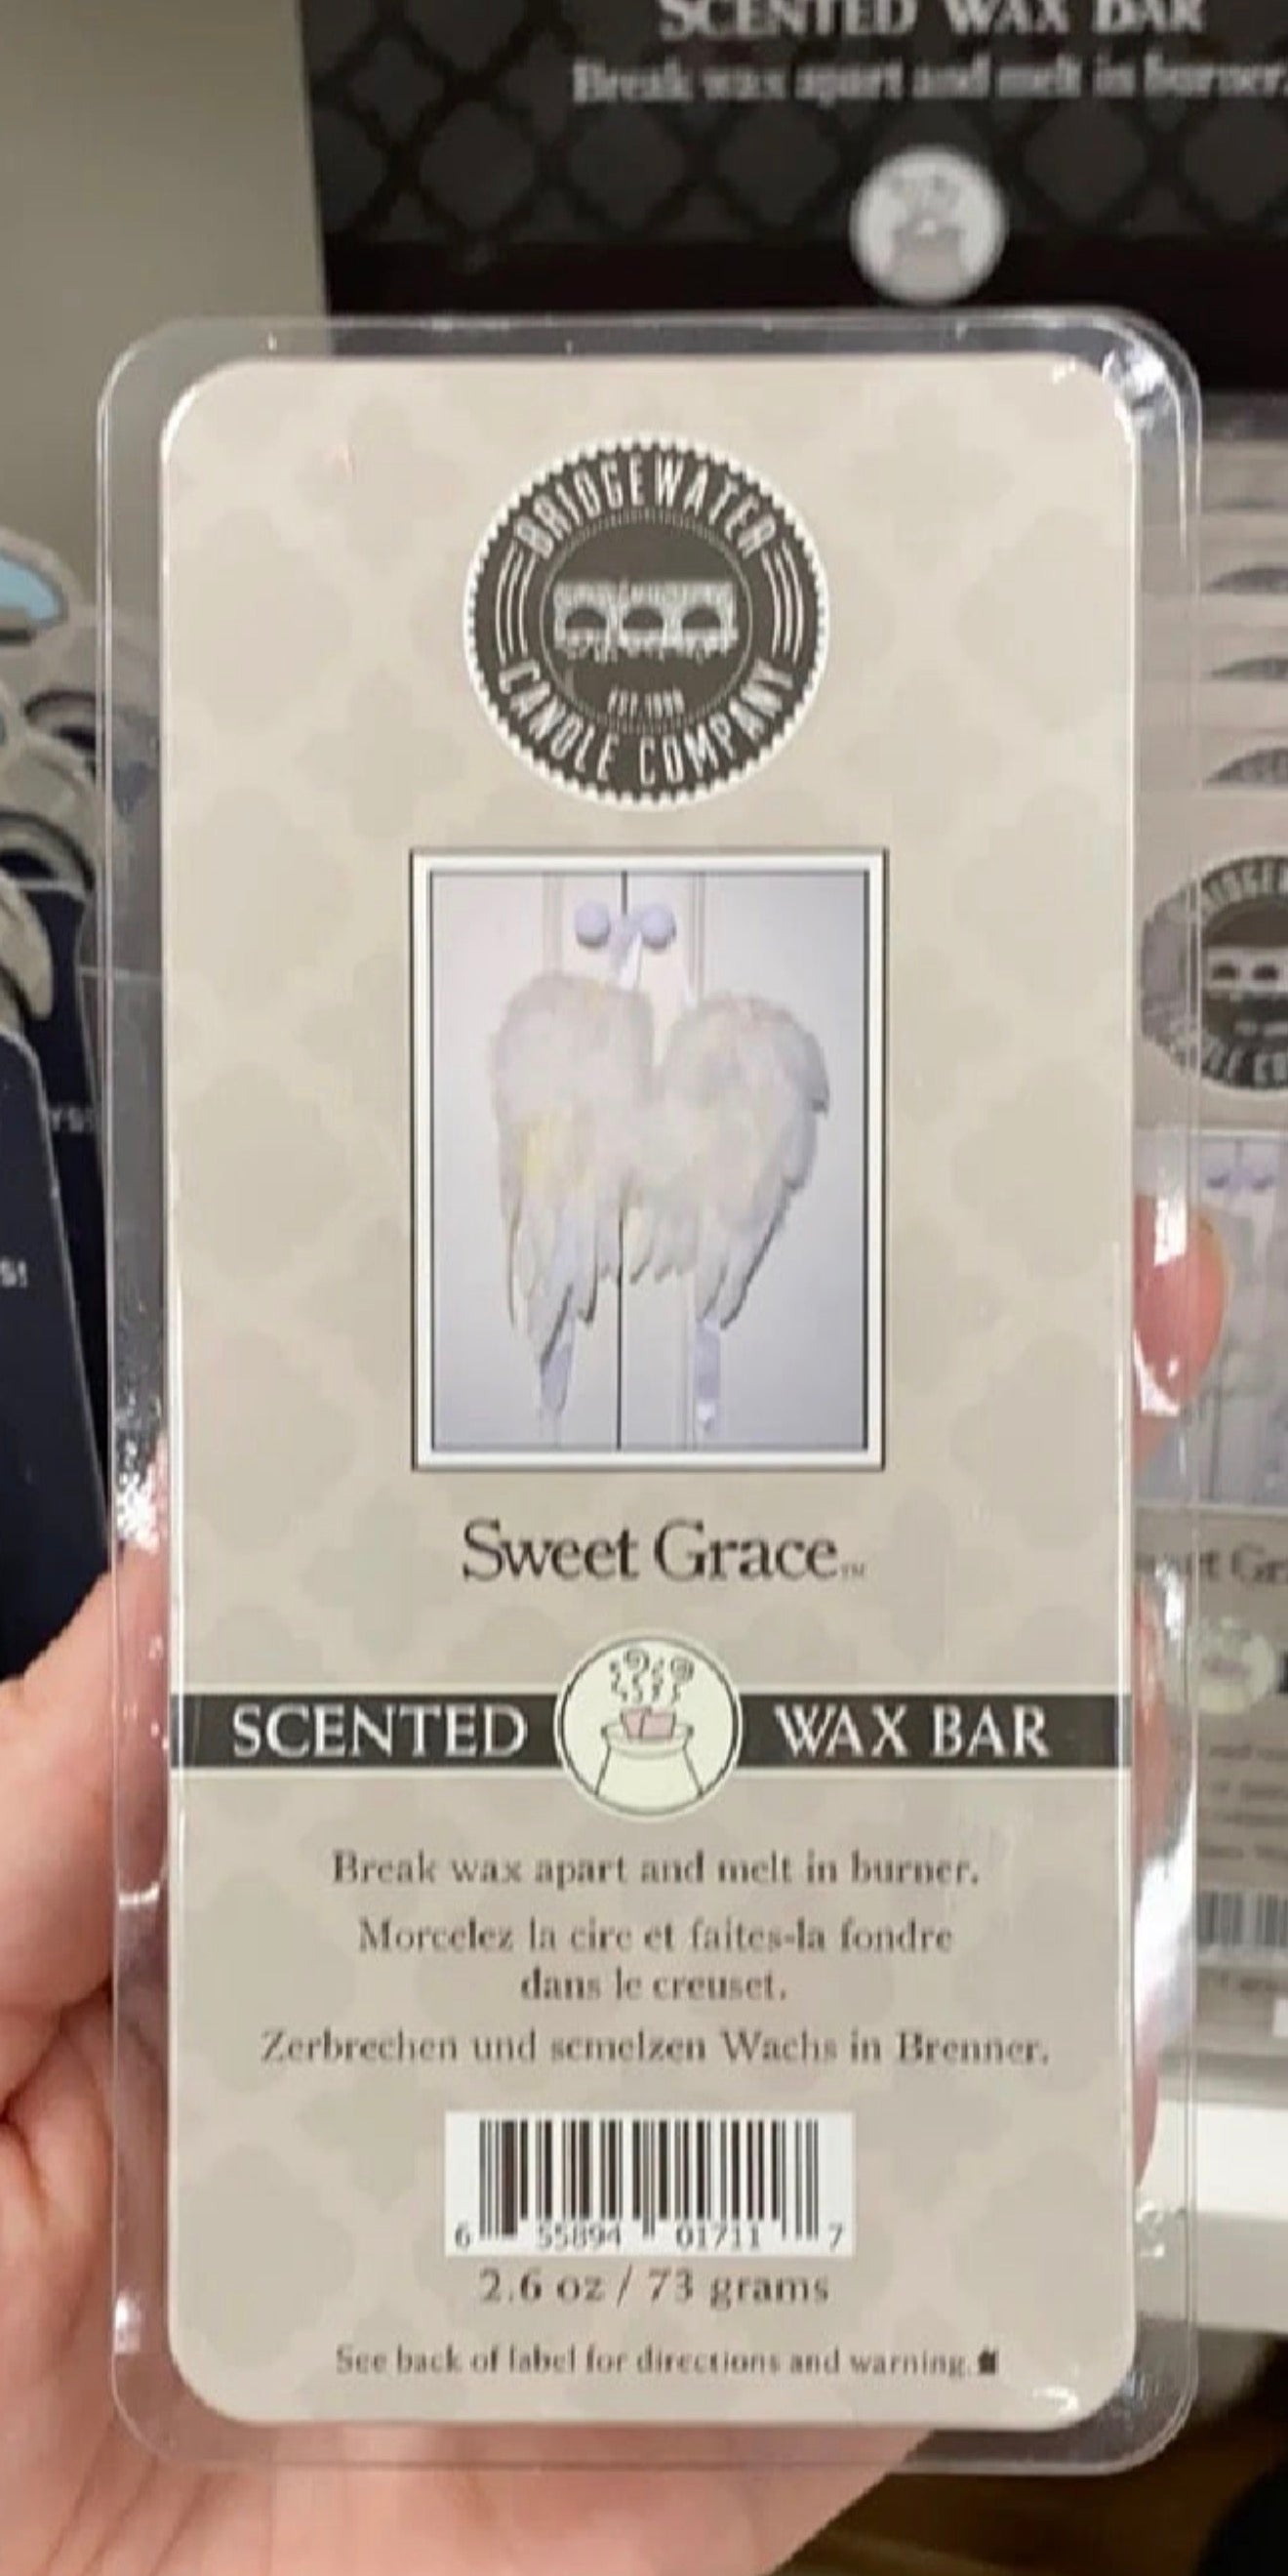 SCENTED WAX BAR
Break wax apart and melt in burner.
BRIDGEWATER
CANDLE COMPANY
Sweet Grace™
SCENTED WAX BAR
Break wax apart and melt in burner.
Morcelez la cire et faites-la fondre
dans le creuset.
Zerbrechen und scmelzen Wachs in Brenner.
6 55894 01711 7
2.6 oz / 73 grams
See back of label for directions and warning.